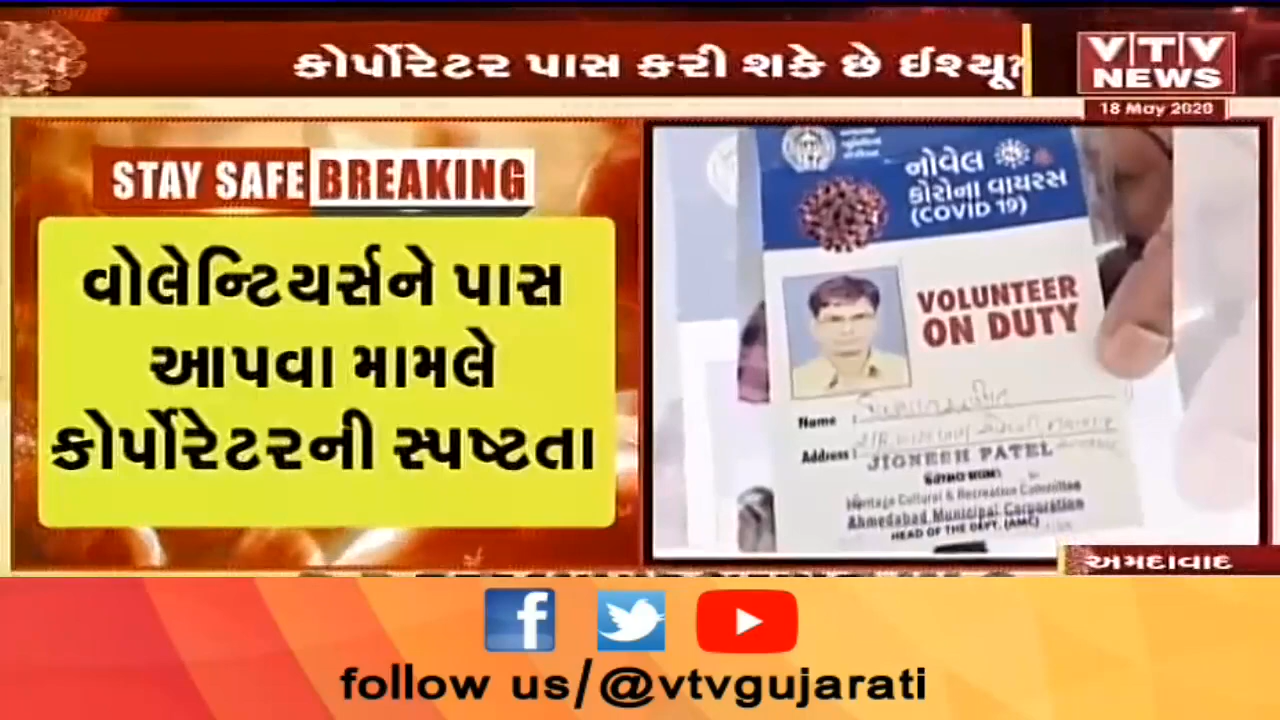 કોર્પોરેટર પાસ કરી શકે છે ઈશ્યૂ?
VTV
NEWS
18 May 2020
STAY SAFE BREAKING
વોલેન્ટિયર્સને પાસ
આપવા મામલે
કોર્પોરેટરની સ્પષ્ટતા
નોવેલ
કોરોના વાયરસ
(COVID 19)
VOLUNTEER
ON DUTY
Name :
Address :
JIGNESH PATEL
Heritage Cultural & Recreation Committee
Ahmedabad Municipal Corporation
HEAD OF THE DEPT. (AMC)
અમદાવાદ
follow us/@vtvgujarati